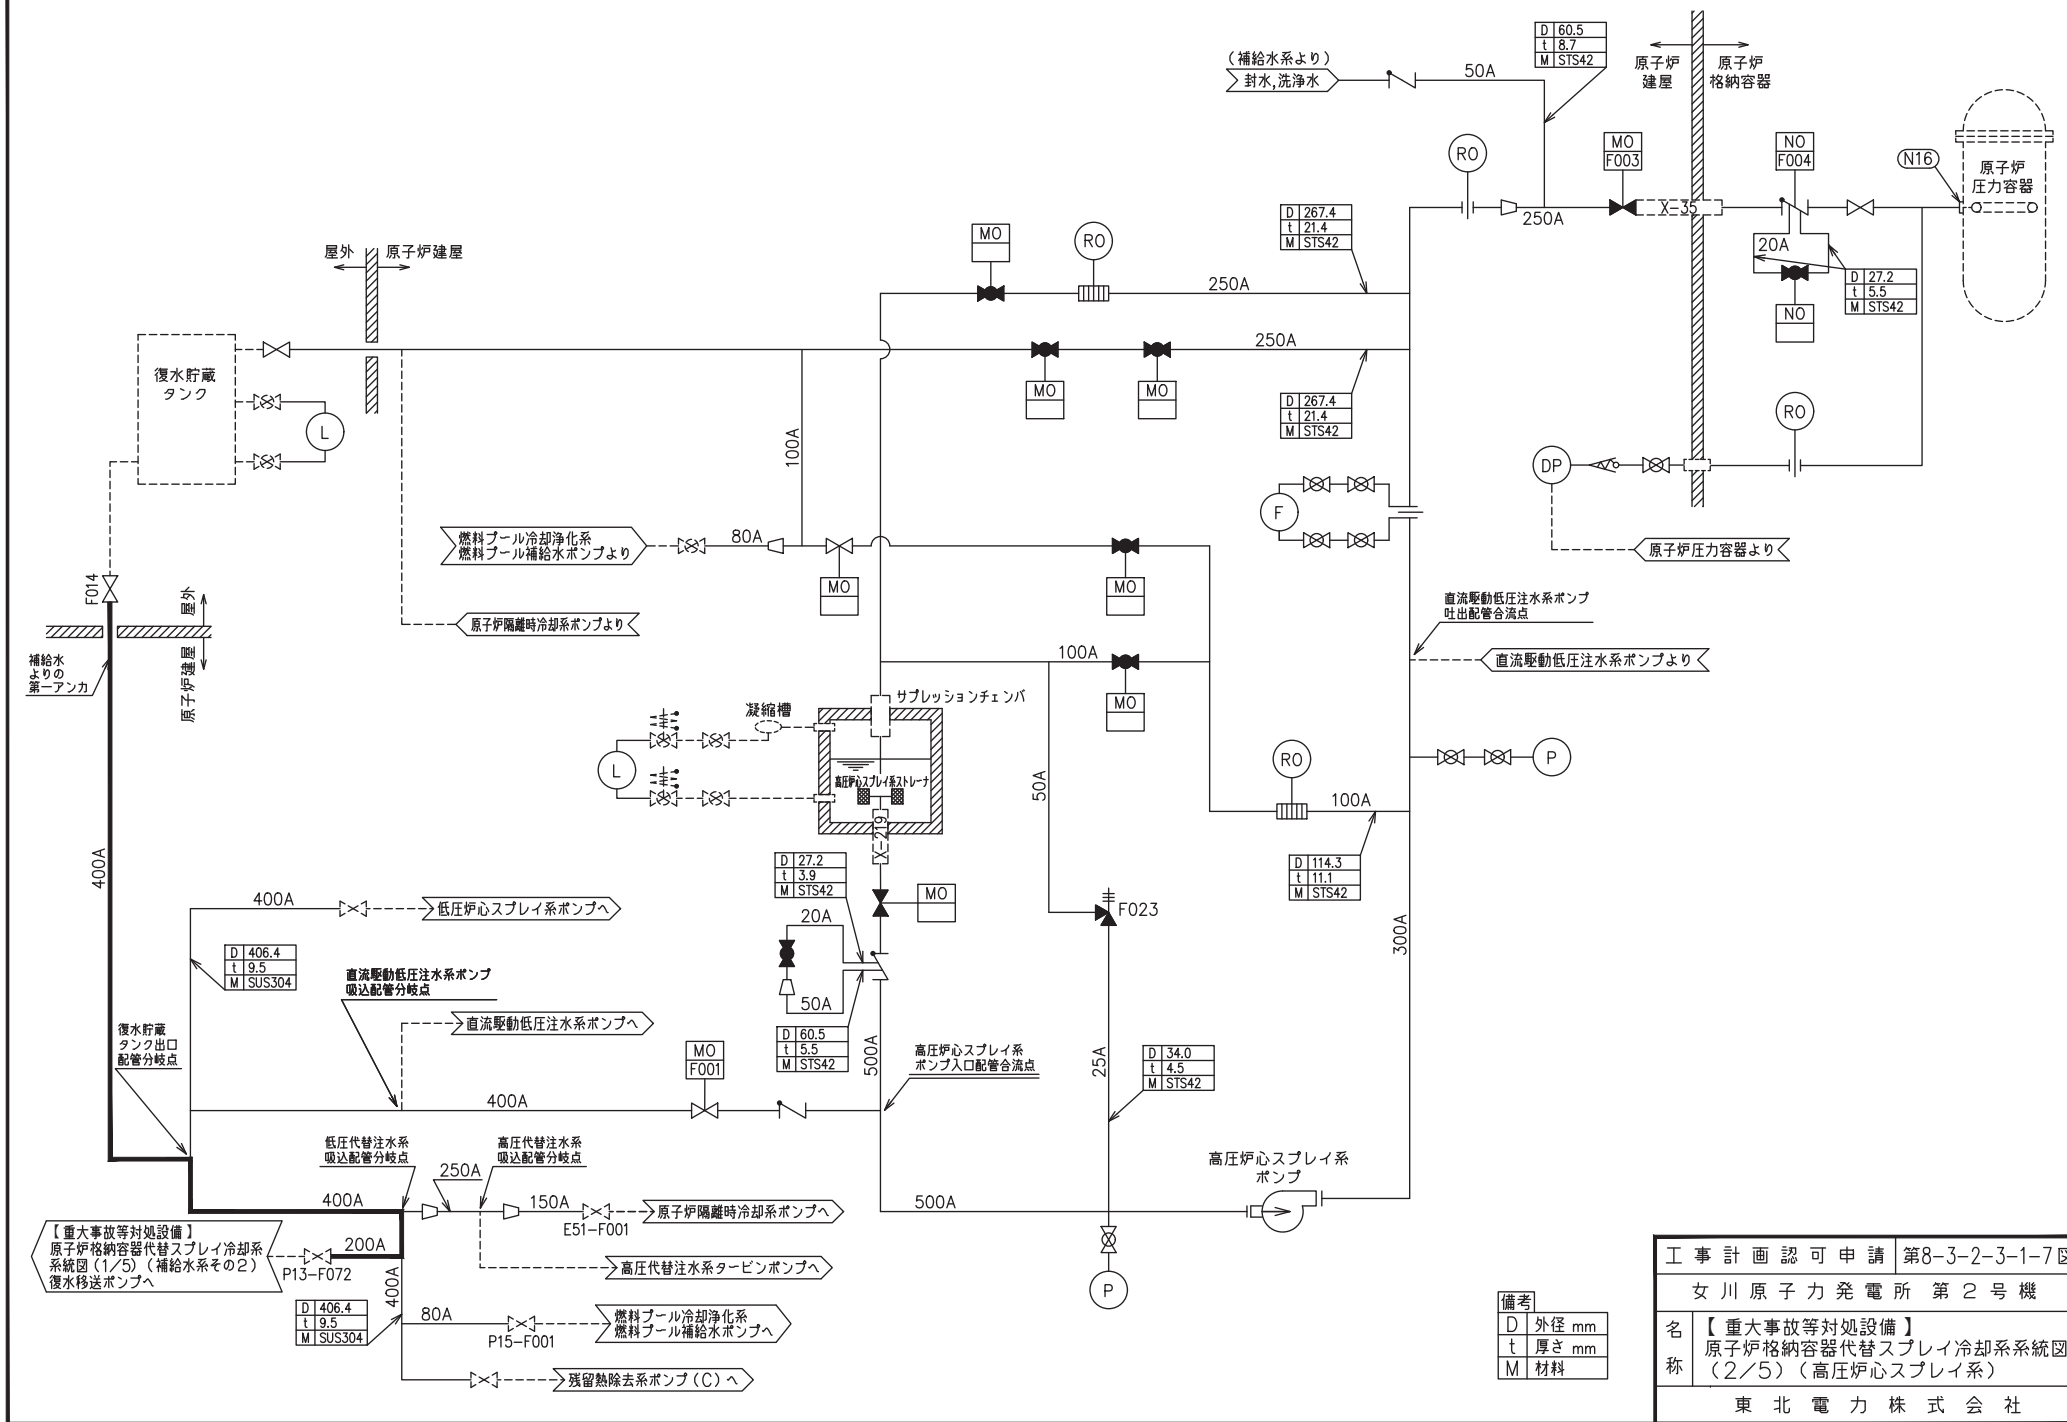 (補給水系より)
封水,洗浄水
50A
D 60.5
t 8.7
M STS42
原子炉
建屋
原子炉
格納容器
RO
MO
F003
NO
F004
N16
原子炉
圧力容器
250A
X-35
20A
D 27.2
t 5.5
M STS42
NO
D 267.4
t 21.4
M STS42
MO
RO
250A
屋外
原子炉建屋
250A
MO
MO
D 267.4
t 21.4
M STS42
RO
復水貯蔵
タンク
L
100A
DP
F
原子炉圧力容器より
燃料プール冷却浄化系
燃料プール補給水ポンプより
80A
MO
MO
F014
屋外
原子炉建屋
原子炉隔離時冷却系ポンプより
直流駆動低圧注水系ポンプ
吐出配管合流点
直流駆動低圧注水系ポンプより
補給水
よりの
第一アンカ
100A
MO
サプレッションチェンバ
凝縮槽
L
高圧炉心スプレイ系ストレーナ
X-219
50A
RO
100A
P
D 114.3
t 11.1
M STS42
400A
D 27.2
t 3.9
M STS42
MO
F023
300A
400A
低圧炉心スプレイ系ポンプへ
20A
D 406.4
t 9.5
M SUS304
直流駆動低圧注水系ポンプ
吸込配管分岐点
50A
直流駆動低圧注水系ポンプへ
復水貯蔵
タンク出口
配管分岐点
D 60.5
t 5.5
M STS42
500A
MO
F001
高圧炉心スプレイ系
ポンプ入口配管合流点
25A
D 34.0
t 4.5
M STS42
400A
低圧代替注水系
吸込配管分岐点
高圧代替注水系
吸込配管分岐点
250A
高圧炉心スプレイ系
ポンプ
400A
150A
E51-F001
原子炉隔離時冷却系ポンプへ
500A
【重大事故等対処設備】
原子炉格納容器代替スプレイ冷却系
系統図(1/5)(補給水系その2)
復水移送ポンプへ
200A
P13-F072
高圧代替注水系タービンポンプへ
P
400A
D 406.4
t 9.5
M SUS304
80A
P15-F001
燃料プール冷却浄化系
燃料プール補給水ポンプへ
残留熱除去系ポンプ(C)へ
備考
D 外径 mm
t 厚さ mm
M 材料
工事計画認可申請 第8-3-2-3-1-7図
女川原子力発電所 第2号機
名称
【重大事故等対処設備】
原子炉格納容器代替スプレイ冷却系系統図
(2/5)(高圧炉心スプレイ系)
東北電力株式会社